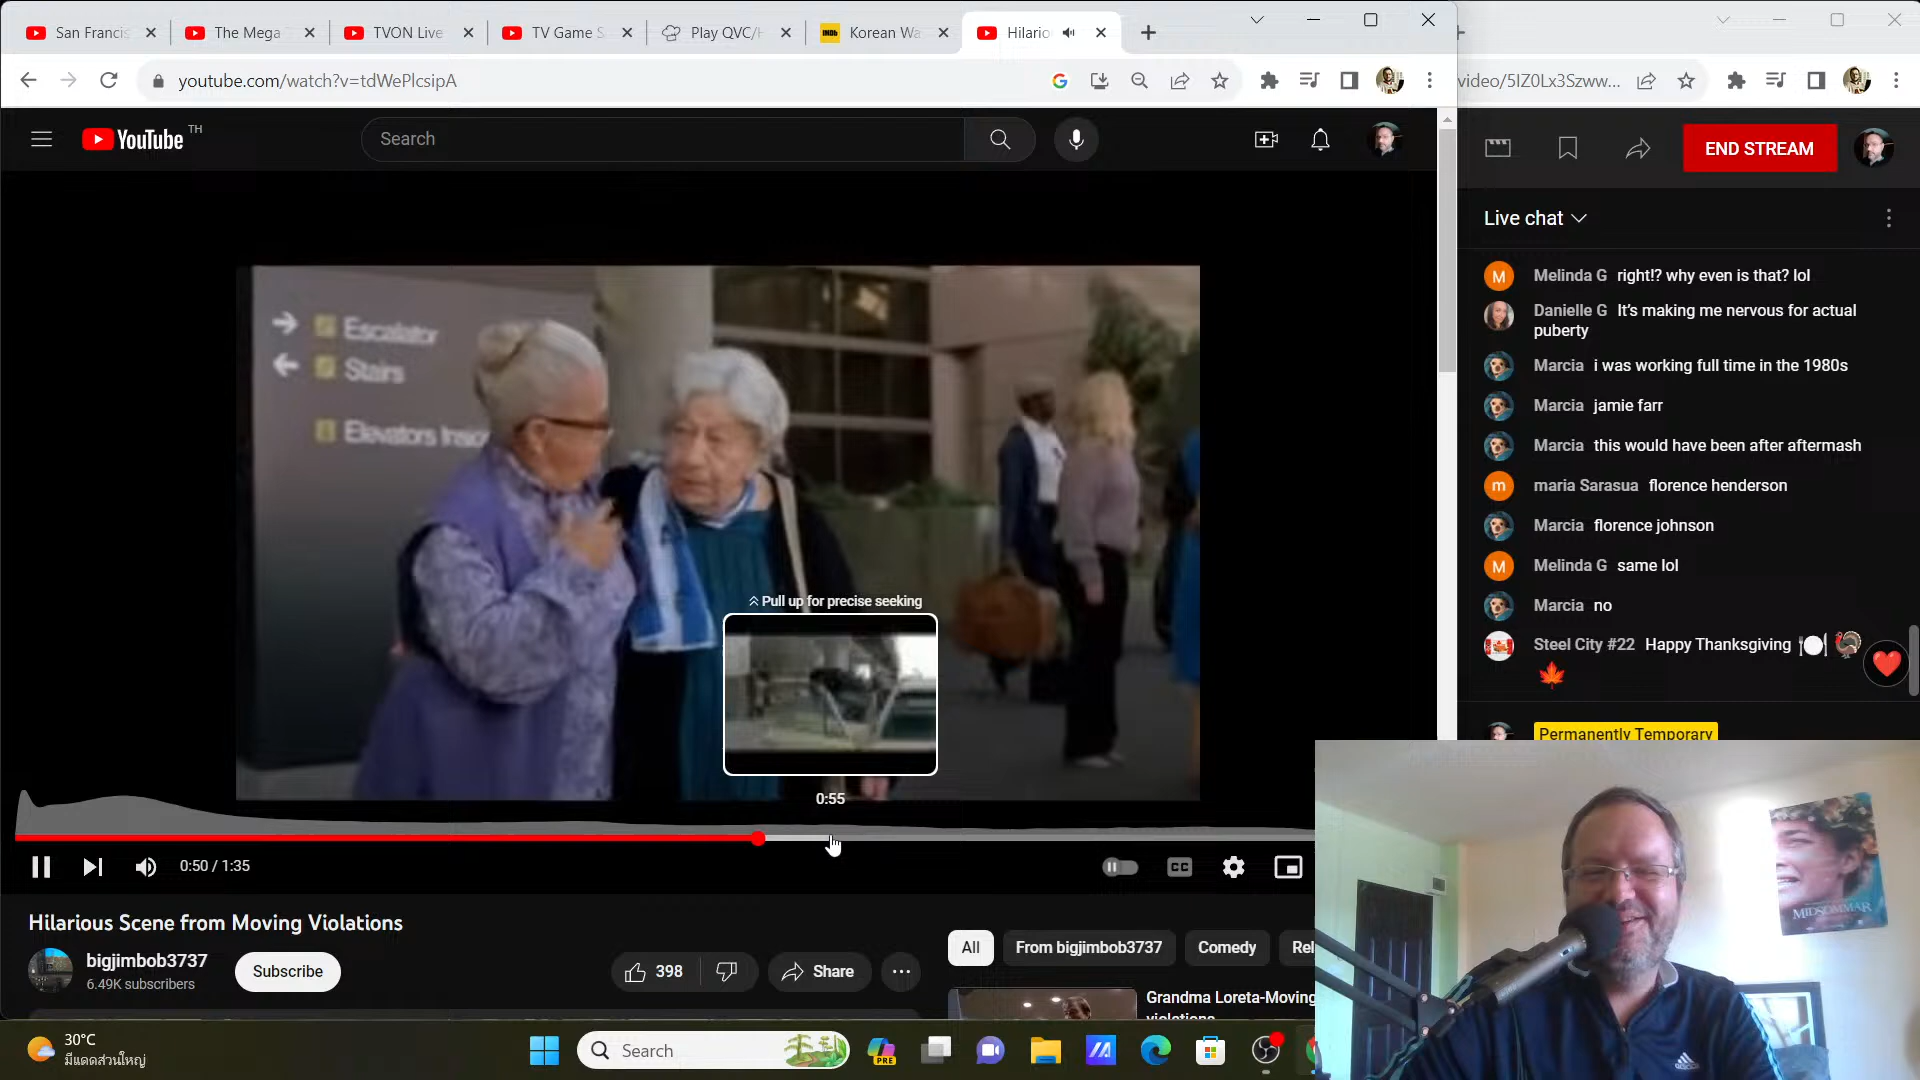 San Francis
The Mega
TVON Live
TV Game S
Play QVC/H
IMDb
Korean Wa
Hilario
youtube.com/watch?v=tdWePlcsipA
video/5IZ0Lx3Szww...
YouTube TH
Search
END STREAM
Live chat
Escalator
Stairs
Elevators
Melinda G right!? why even is that? lol
Danielle G It's making me nervous for actual
puberty
Marcia i was working full time in the 1980s
Marcia jamie farr
Marcia this would have been after aftermash
maria Sarasua florence henderson
Marcia florence johnson
Melinda G same lol
Marcia no
Steel City #22 Happy Thanksgiving
Permanently Temporary
Pull up for precise seeking
0:55
0:50 / 1:35
CC
Hilarious Scene from Moving Violations
bigjimbob3737
6.49K subscribers
Subscribe
398
Share
All
From bigjimbob3737
Comedy
Rel
Grandma Loreta-Moving
violations
MIDSOMMAR
30°C
มีแดดส่วนใหญ่
Search
PRE